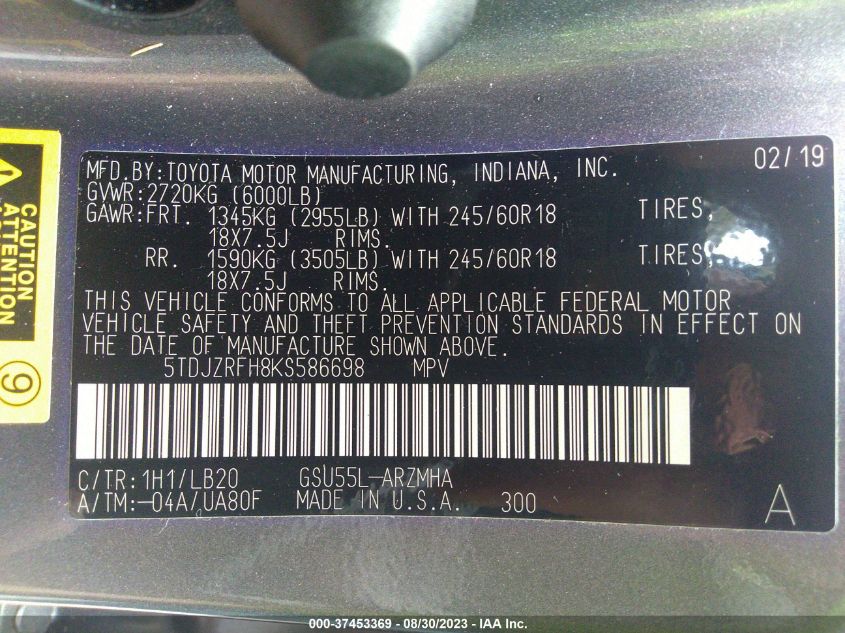 MFD.BY:TOYOTA MOTOR MANUFACTURING, INDIANA, INC. 02/19
GVWR:2720KG (6000LB)
GAWR:FRT. 1345KG (2955LB) WITH 245/60R18 TIRES,
18X7.5J RIMS.
RR. 1590KG (3505LB) WITH 245/60R18 TIRES,
18X7.5J RIMS.
THIS VEHICLE CONFORMS TO ALL APPLICABLE FEDERAL MOTOR
VEHICLE SAFETY AND THEFT PREVENTION STANDARDS IN EFFECT ON
THE DATE OF MANUFACTURE SHOWN ABOVE.
5TDJZRFH8KS586698 MPV
C/TR:1H1/LB20 GSU55L-ARZMHA
A/TM:-04A/UA80F MADE IN U.S.A. 300 A
CAUTION
ATTENTION
9
000-37453369 - 08/30/2023 - IAA Inc.